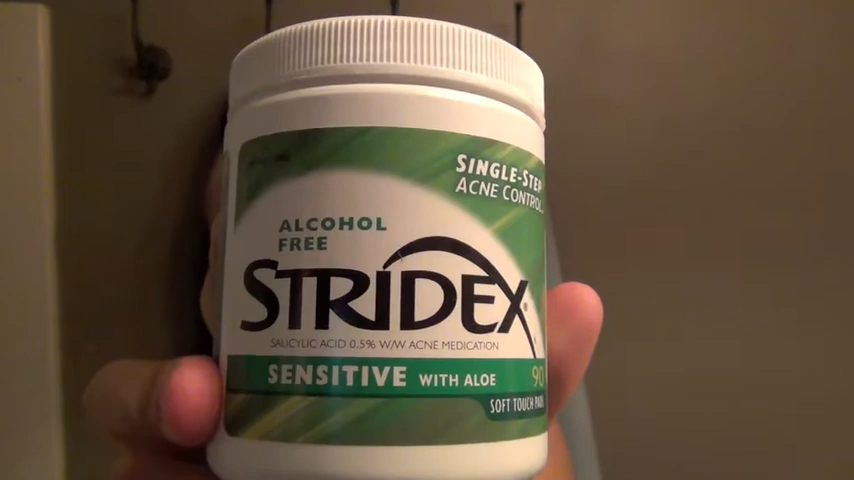 SINGLE-STEP
ACNE CONTROL
ALCOHOL
FREE
STRIDEX
SALICYLIC ACID 0.5% W/W ACNE MEDICATION
SENSITIVE WITH ALOE
90
SOFT TOUCH PADS